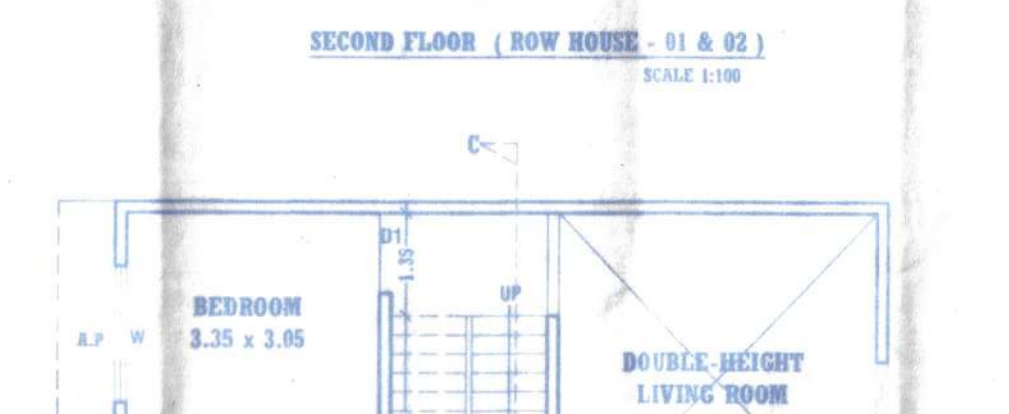 SECOND FLOOR ( ROW HOUSE - 01 & 02 )
SCALE 1:100
C
D1
1.35
UP
BEDROOM
3.35 x 3.05
A.P W
DOUBLE-HEIGHT
LIVING ROOM